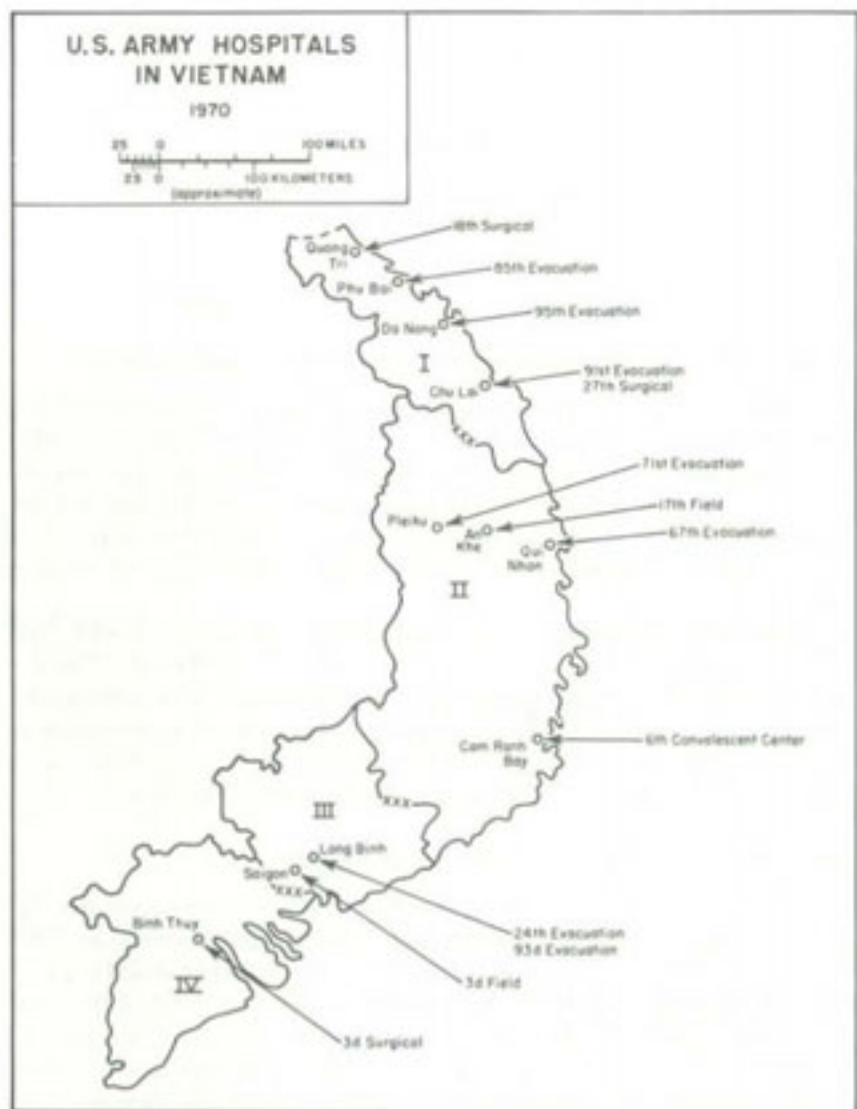 U.S. ARMY HOSPITALS
IN VIETNAM
1970
25 0 100 MILES
25 0 100 KILOMETERS
(approximate)
18th Surgical
Quang
Tri
85th Evacuation
Phu Bai
95th Evacuation
Da Nang
I
91st Evacuation
27th Surgical
Chu Lai
XXX
71st Evacuation
17th Field
Pleiku
An
Khe
67th Evacuation
Qui
Nhon
II
Cam Ranh
Bay
6th Convalescent Center
XXX
III
Long Binh
Saigon
XXX
Binh Thuy
24th Evacuation
93d Evacuation
3d Field
IV
3d Surgical